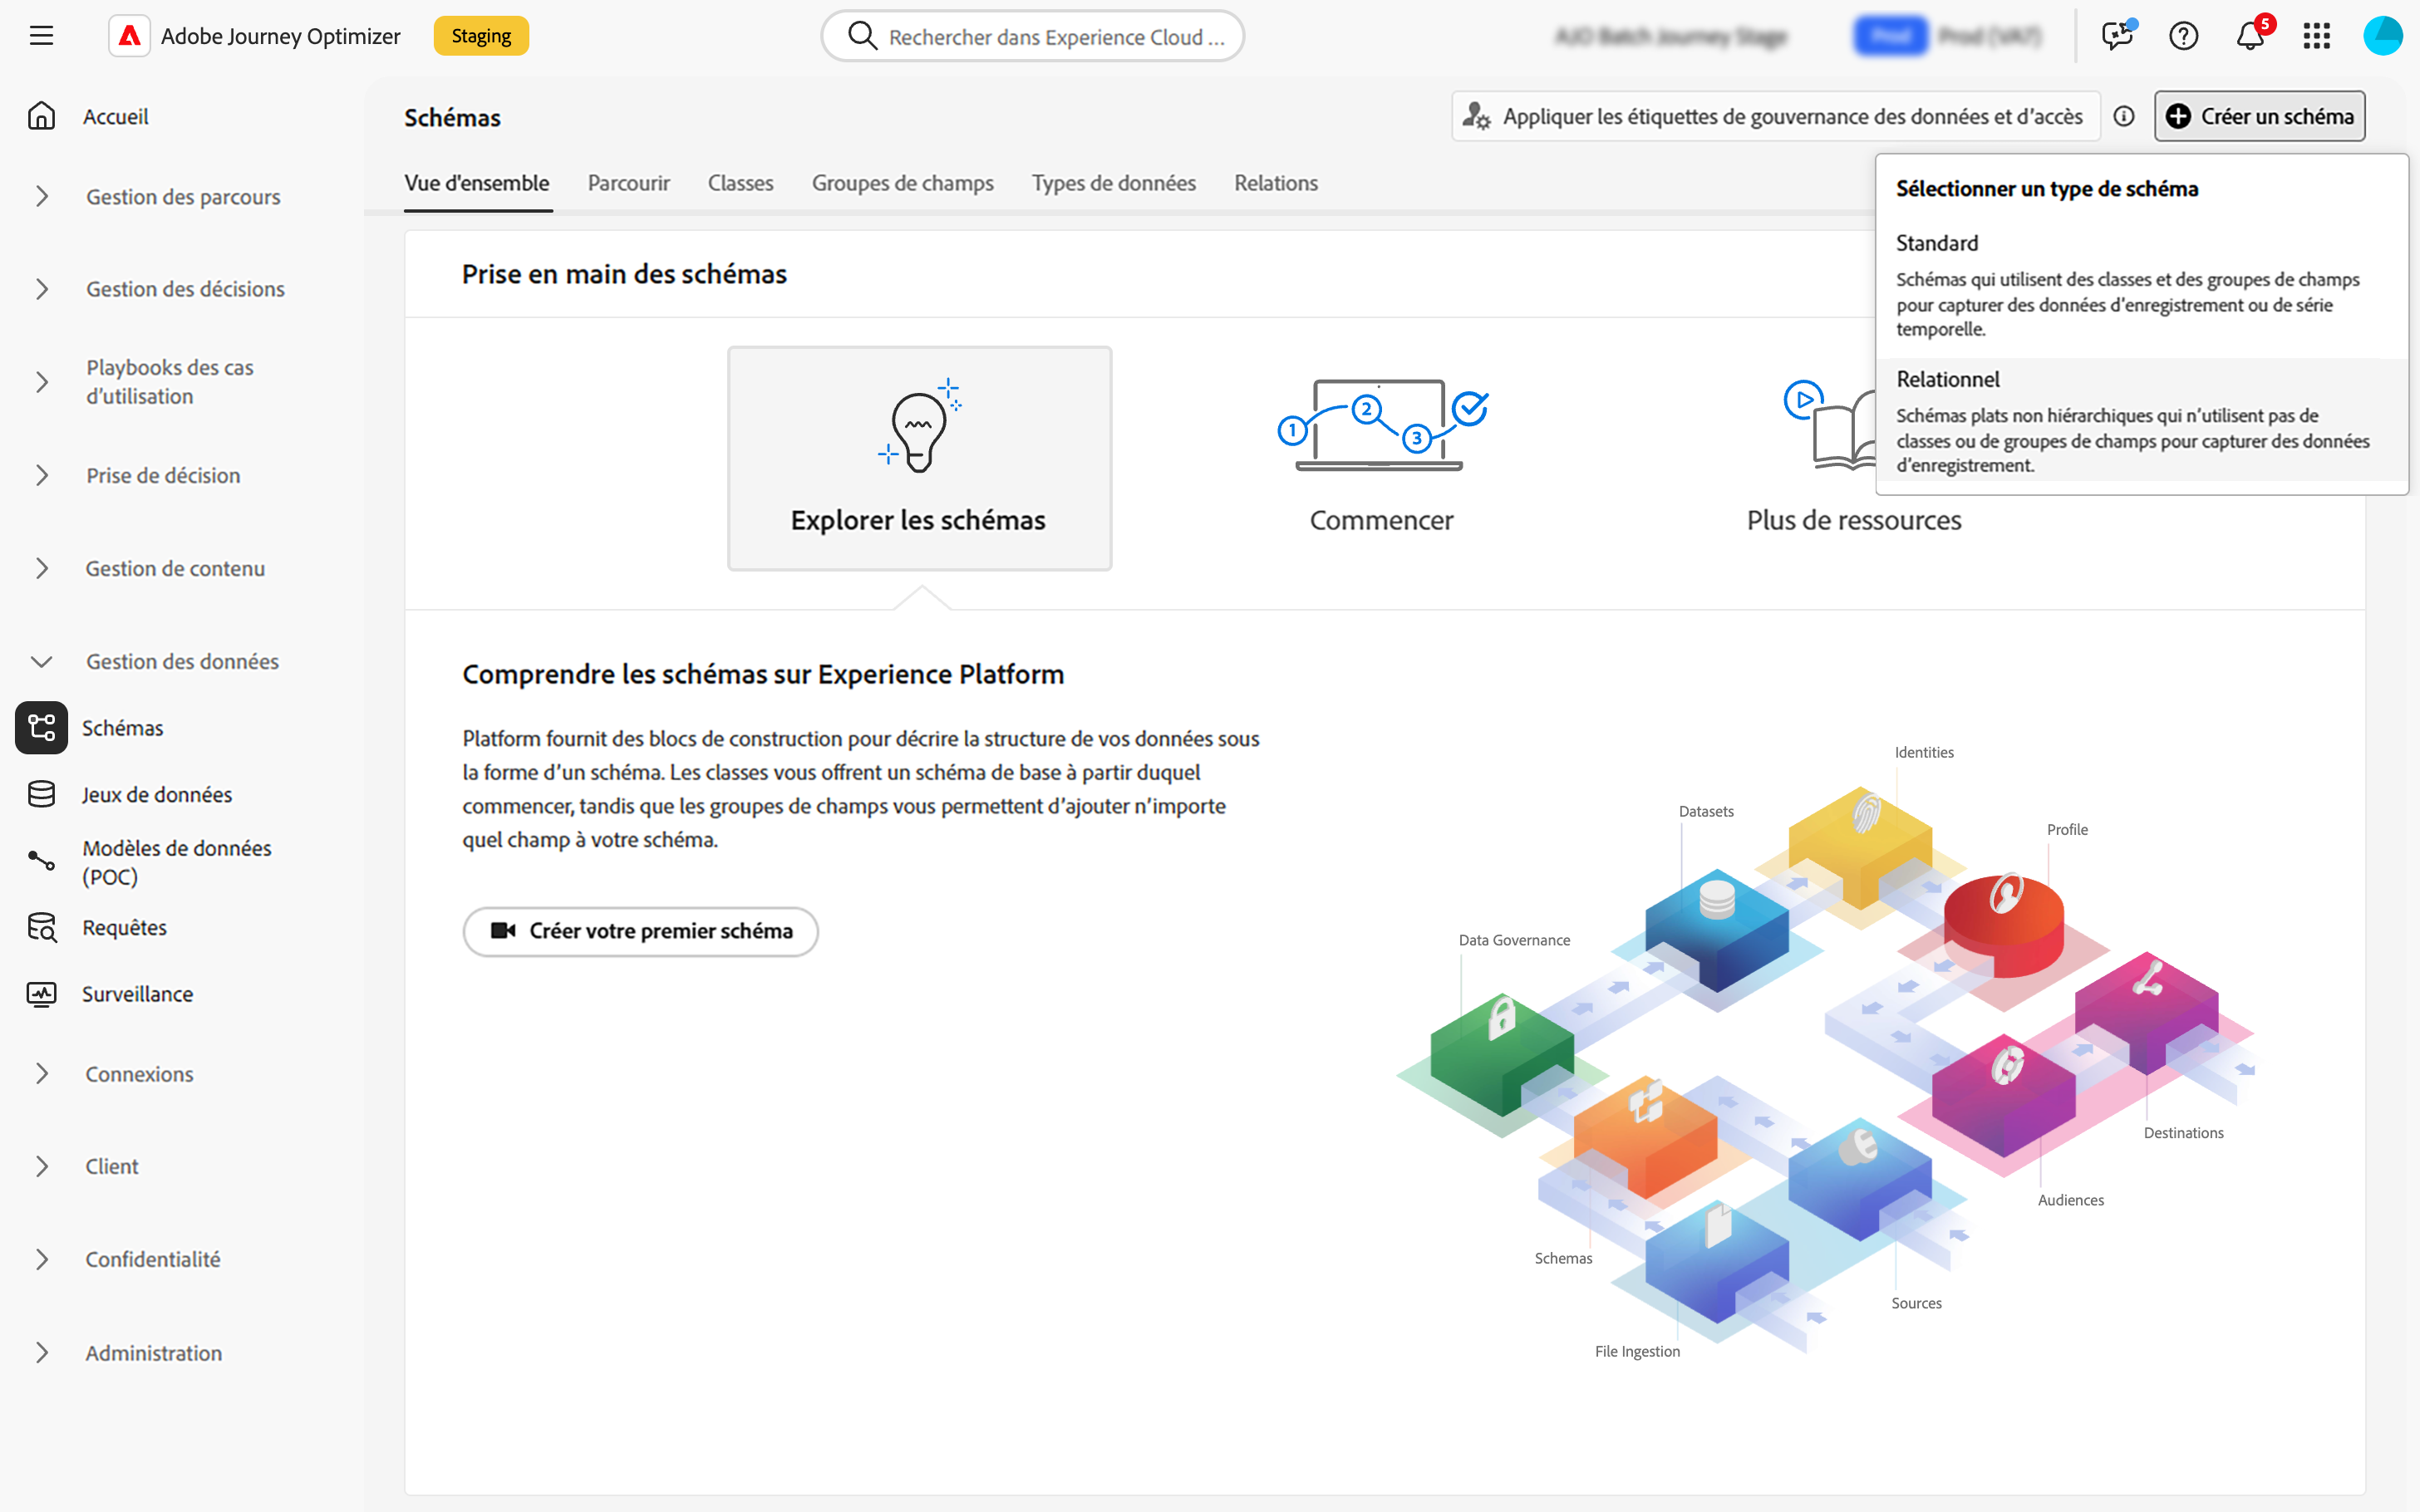 Adobe Journey Optimizer
Staging
Rechercher dans Experience Cloud ...
5
Accueil
Gestion des parcours
Gestion des décisions
Playbooks des cas
d’utilisation
Prise de décision
Gestion de contenu
Gestion des données
Schémas
Jeux de données
Modèles de données
(POC)
Requêtes
Surveillance
Connexions
Client
Confidentialité
Administration
Schémas
Appliquer les étiquettes de gouvernance des données et d’accès
Créer un schéma
Vue d'ensemble
Parcourir
Classes
Groupes de champs
Types de données
Relations
Sélectionner un type de schéma
Standard
Schémas qui utilisent des classes et des groupes de champs
pour capturer des données d’enregistrement ou de série
temporelle.
Relationnel
Schémas plats non hiérarchiques qui n’utilisent pas de
classes ou de groupes de champs pour capturer des données
d’enregistrement.
Prise en main des schémas
1
2
3
Explorer les schémas
Commencer
Plus de ressources
Comprendre les schémas sur Experience Platform
Platform fournit des blocs de construction pour décrire la structure de vos données sous
la forme d’un schéma. Les classes vous offrent un schéma de base à partir duquel
commencer, tandis que les groupes de champs vous permettent d’ajouter n’importe
quel champ à votre schéma.
Créer votre premier schéma
Identities
Datasets
Profile
Data Governance
Destinations
Audiences
Schemas
Sources
File Ingestion